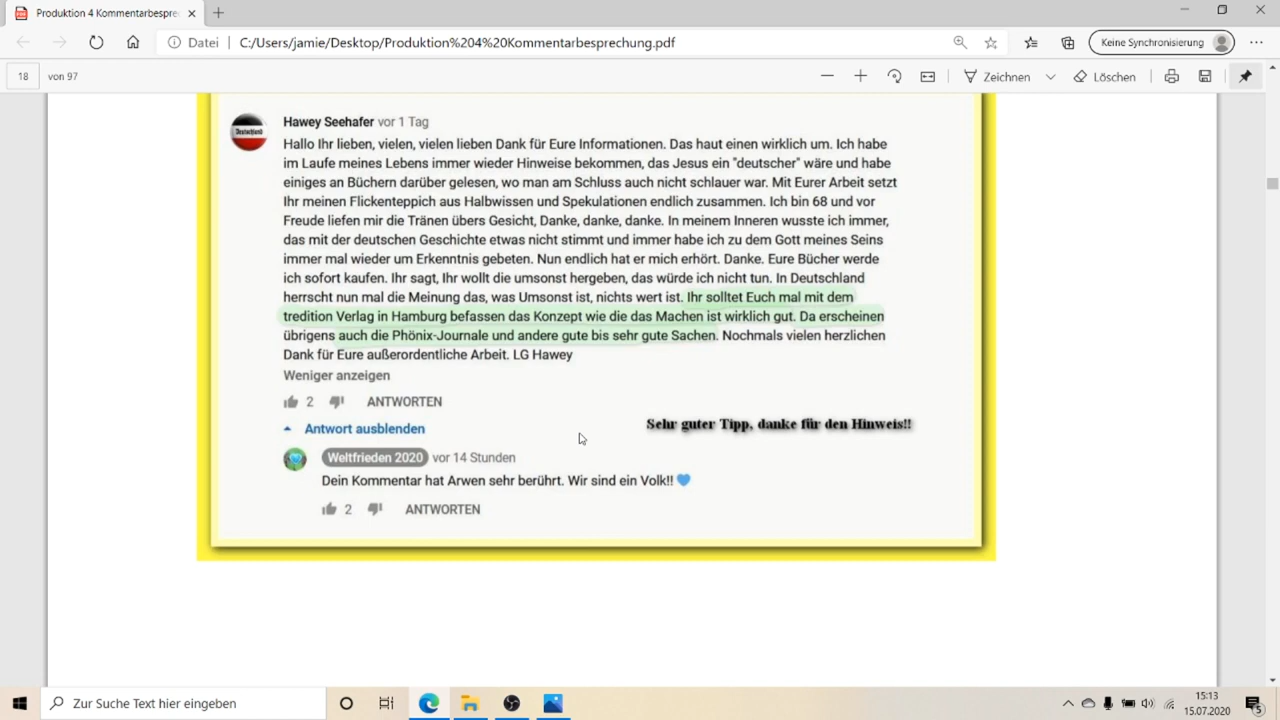 Produktion 4 Kommentarbespre
Datei
C:/Users/jamie/Desktop/Produktion%204%20Kommentarbesprechung.pdf
Keine Synchronisierung
18
von 97
Zeichnen
Löschen
Hawey Seehafer vor 1 Tag
Deutschland
Hallo Ihr lieben, vielen, vielen lieben Dank für Eure Informationen. Das haut einen wirklich um. Ich habe
im Laufe meines Lebens immer wieder Hinweise bekommen, das Jesus ein "deutscher" wäre und habe
einiges an Büchern darüber gelesen, wo man am Schluss auch nicht schlauer war. Mit Eurer Arbeit setzt
Ihr meinen Flickenteppich aus Halbwissen und Spekulationen endlich zusammen. Ich bin 68 und vor
Freude liefen mir die Tränen übers Gesicht, Danke, danke, danke. In meinem Inneren wusste ich immer,
das mit der deutschen Geschichte etwas nicht stimmt und immer habe ich zu dem Gott meines Seins
immer mal wieder um Erkenntnis gebeten. Nun endlich hat er mich erhört. Danke. Eure Bücher werde
ich sofort kaufen. Ihr sagt, Ihr wollt die umsonst hergeben, das würde ich nicht tun. In Deutschland
herrscht nun mal die Meinung das, was Umsonst ist, nichts wert ist. Ihr solltet Euch mal mit dem
tredition Verlag in Hamburg befassen das Konzept wie die das Machen ist wirklich gut. Da erscheinen
übrigens auch die Phönix-Journale und andere gute bis sehr gute Sachen. Nochmals vielen herzlichen
Dank für Eure außerordentliche Arbeit. LG Hawey
Weniger anzeigen
2
ANTWORTEN
Sehr guter Tipp, danke für den Hinweis!!
Antwort ausblenden
Weltfrieden 2020 vor 14 Stunden
Dein Kommentar hat Arwen sehr berührt. Wir sind ein Volk!! 💙
2
ANTWORTEN
Zur Suche Text hier eingeben
15:13
15.07.2020
5